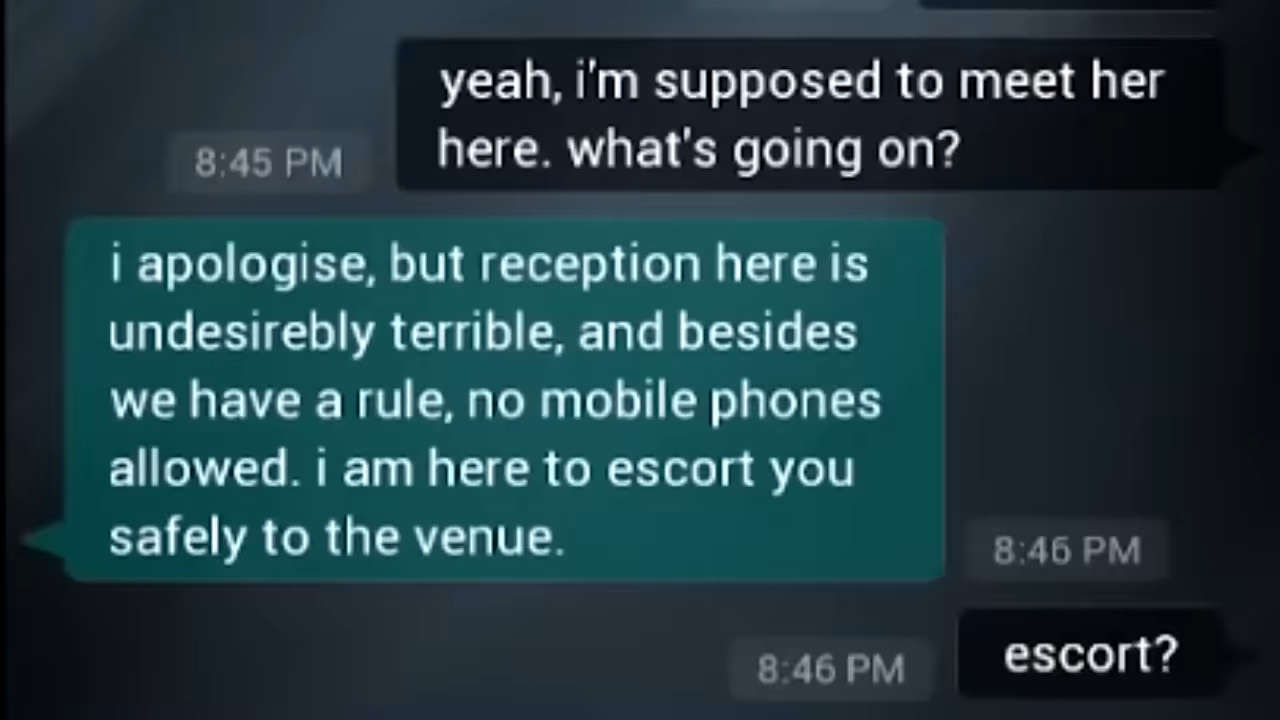 yeah, i'm supposed to meet her
here. what's going on?
8:45 PM
i apologise, but reception here is
undesirebly terrible, and besides
we have a rule, no mobile phones
allowed. i am here to escort you
safely to the venue.
8:46 PM
escort?
8:46 PM